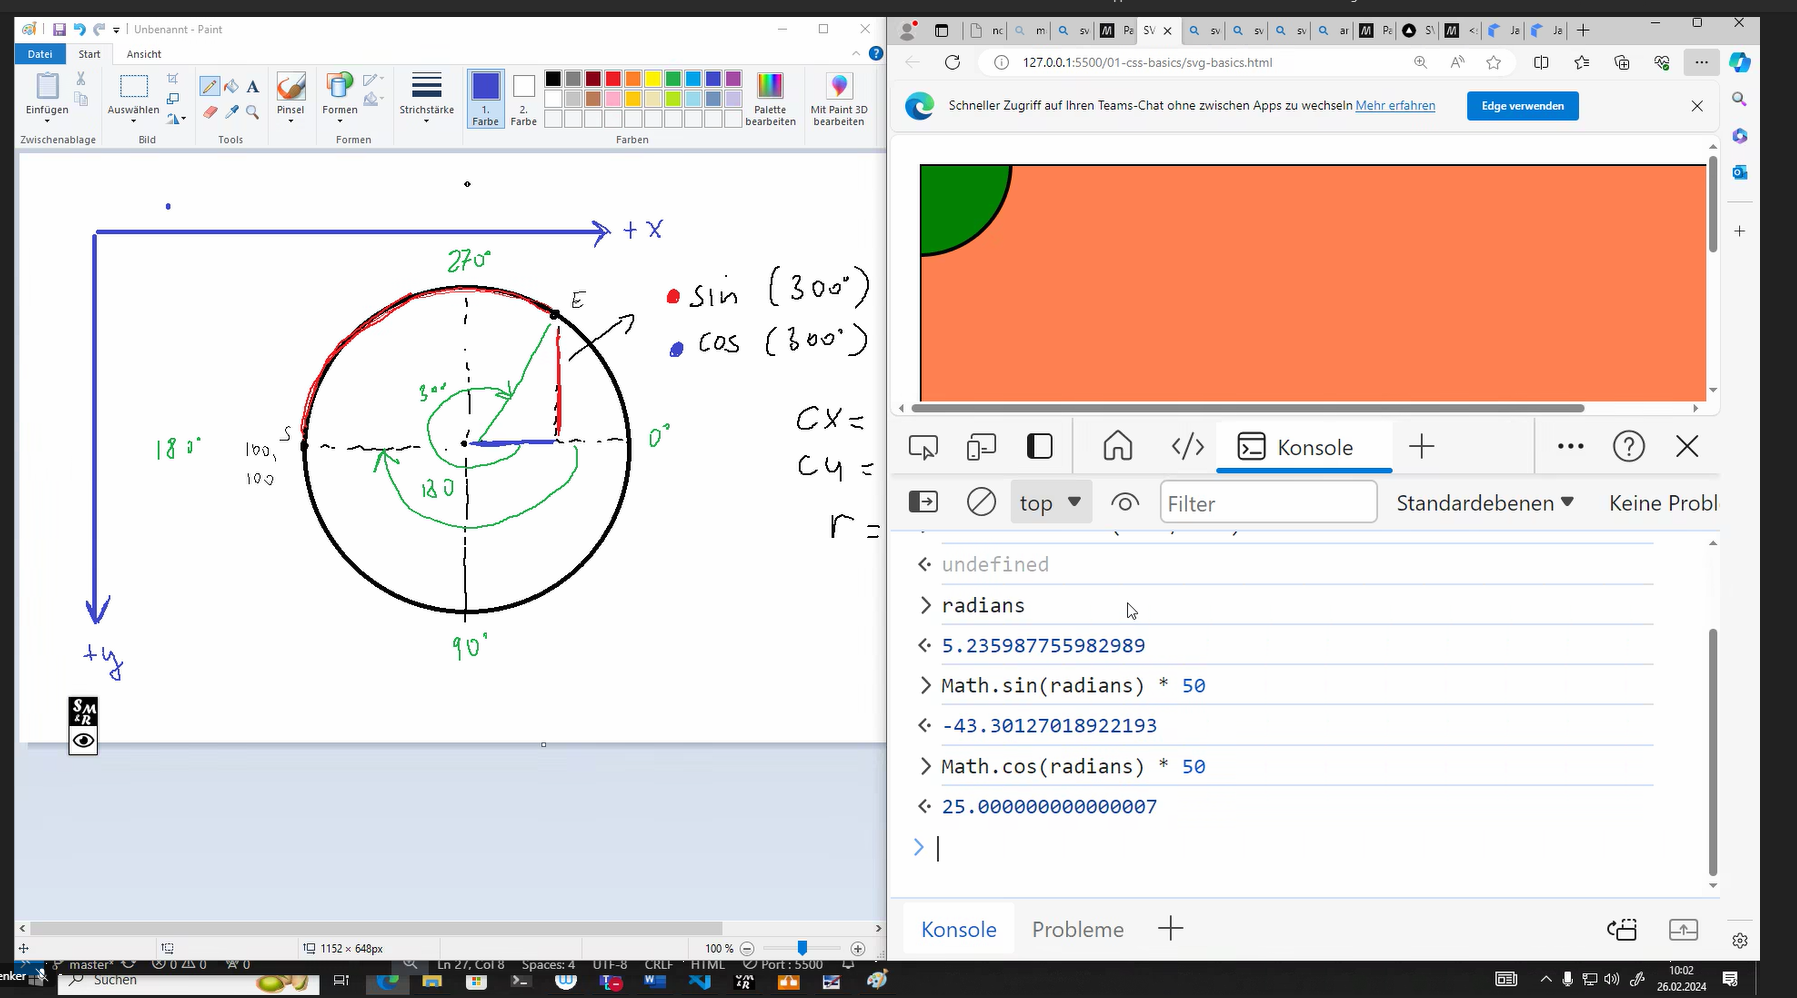 Unbenannt - Paint
Datei
Start
Ansicht
Einfügen
Auswählen
Pinsel
Formen
Strichstärke
1.
Farbe
2.
Farbe
Palette
bearbeiten
Mit Paint 3D
bearbeiten
Zwischenablage
Bild
Tools
Formen
Farben
+ X
270°
E
sin (300°)
cos (300°)
300
CX =
180°
S
100,
100
0°
180
Cy =
r =
90°
+y
SM
&R
1152 × 648px
100 %
master*
0
0
0
Ln 27, Col 8
Spaces: 4
UTF-8
CRLF
HTML
Port : 5500
enker
Suchen
SV
127.0.0.1:5500/01-css-basics/svg-basics.html
Schneller Zugriff auf Ihren Teams-Chat ohne zwischen Apps zu wechseln Mehr erfahren
Edge verwenden
Konsole
top
Filter
Standardebenen
Keine Probl
undefined
radians
5.235987755982989
Math.sin(radians) * 50
-43.30127018922193
Math.cos(radians) * 50
25.000000000000007
Konsole
Probleme
10:02
26.02.2024